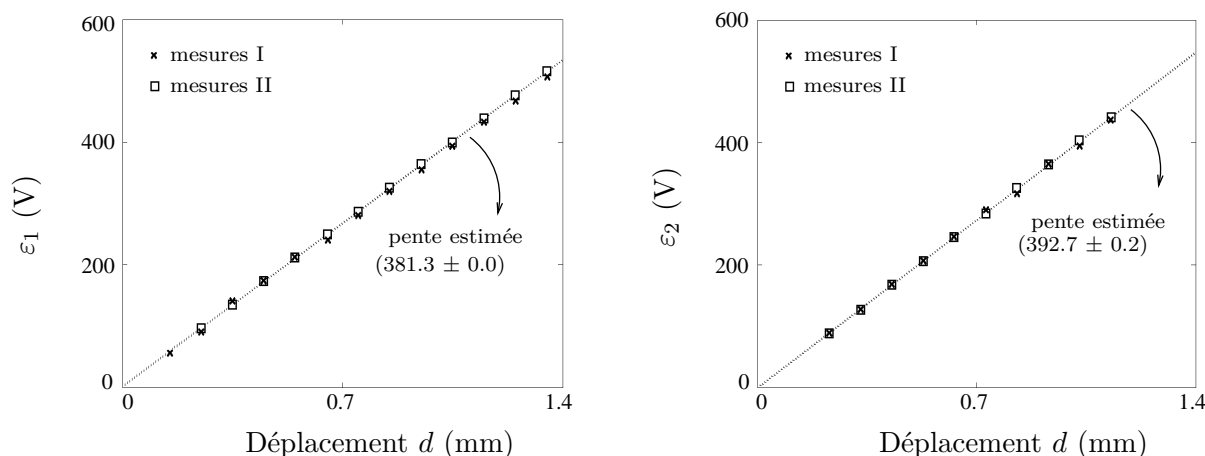 600
mesures I
mesures II
400
200
0
ε1 (V)
pente estimée
(381.3 ± 0.0)
0
0.7
1.4
Déplacement d (mm)
600
mesures I
mesures II
400
200
0
ε2 (V)
pente estimée
(392.7 ± 0.2)
0
0.7
1.4
Déplacement d (mm)